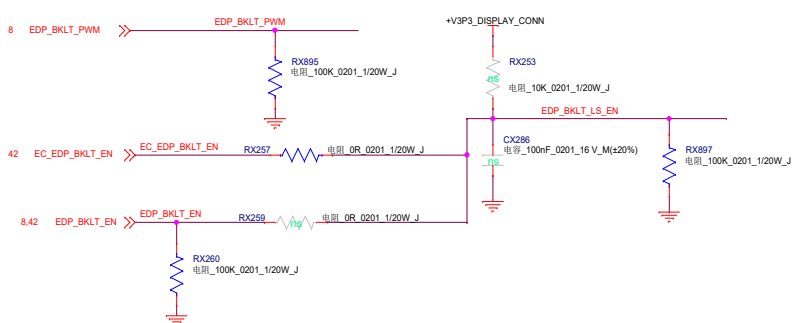 EDP_BKLT_PWM
8 EDP_BKLT_PWM
+V3P3_DISPLAY_CONN
RX895
电阻_100K_0201_1/20W_J
RX253
ns
电阻_10K_0201_1/20W_J
EDP_BKLT_LS_EN
CX286
电容_100nF_0201_16 V_M(±20%)
ns
42 EC_EDP_BKLT_EN
EC_EDP_BKLT_EN
RX257
电阻_0R_0201_1/20W_J
RX897
电阻_100K_0201_1/20W_J
8,42 EDP_BKLT_EN
EDP_BKLT_EN
RX259
ns
电阻_0R_0201_1/20W_J
RX260
电阻_100K_0201_1/20W_J